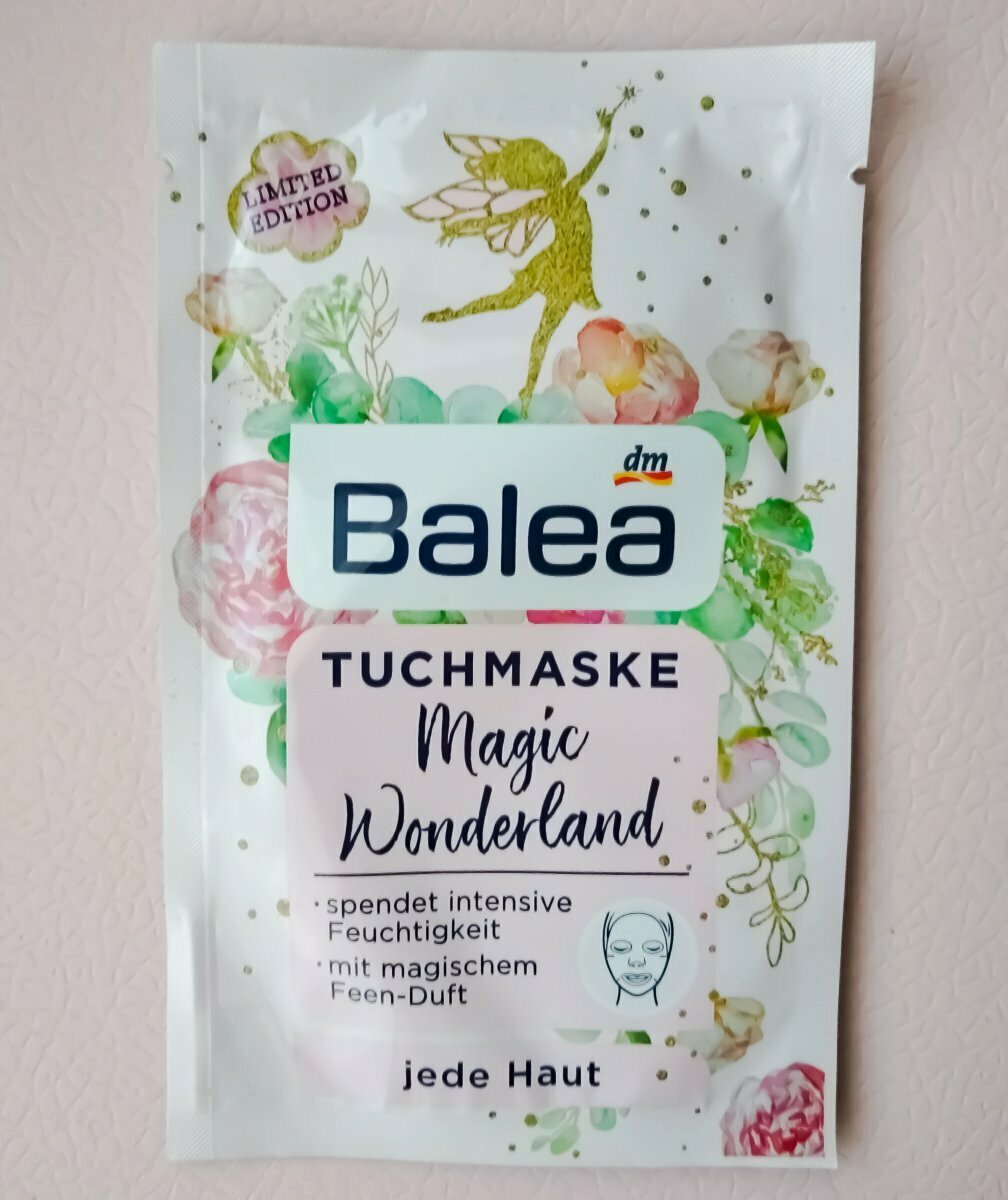 LIMITED
EDITION
dm
Balea
TUCHMASKE
Magic
Wonderland
· spendet intensive
Feuchtigkeit
· mit magischem
Feen-Duft
jede Haut